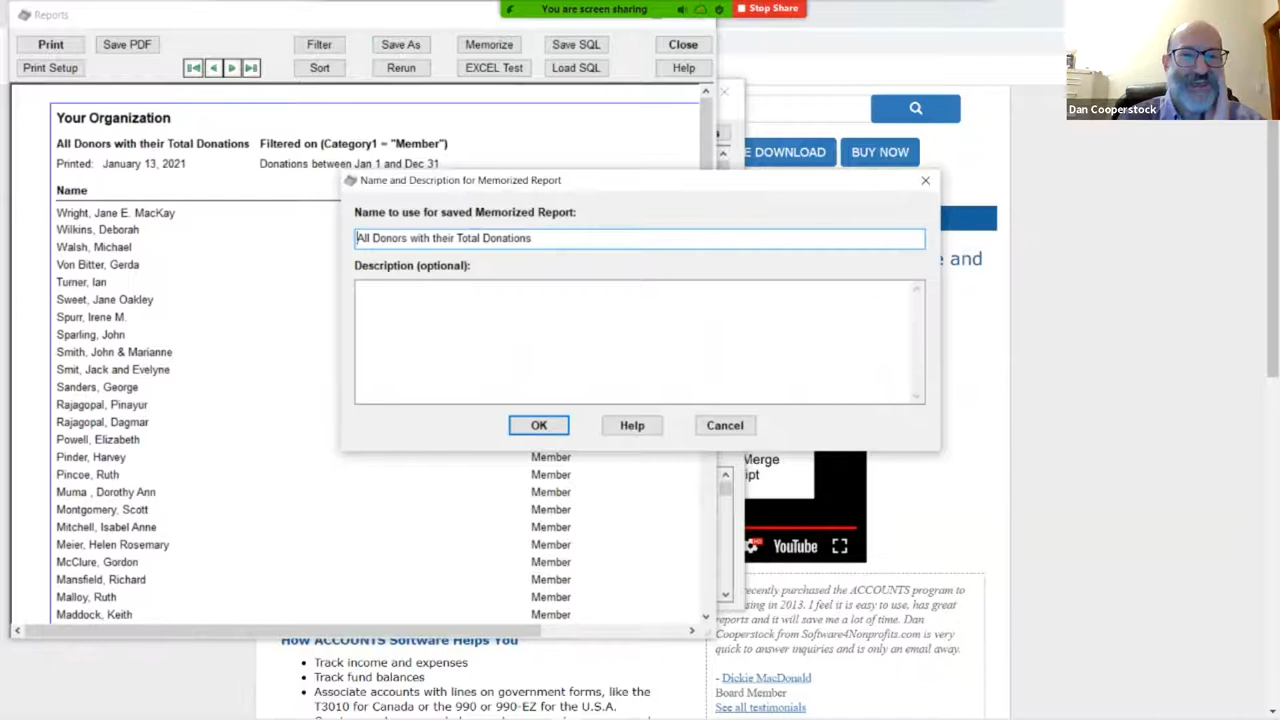 Reports
You are screen sharing
Stop Share
Print
Save PDF
Filter
Save As
Memorize
Save SQL
Close
Print Setup
Sort
Rerun
EXCEL Test
Load SQL
Help
Dan Cooperstock
Your Organization
All Donors with their Total Donations Filtered on (Category1 = "Member")
Printed: January 13, 2021 Donations between Jan 1 and Dec 31
Name
E DOWNLOAD
BUY NOW
Name and Description for Memorized Report
Name to use for saved Memorized Report:
All Donors with their Total Donations
Description (optional):
OK
Help
Cancel
e and
Wright, Jane E. MacKay
Wilkins, Deborah
Walsh, Michael
Von Bitter, Gerda
Turner, Ian
Sweet, Jane Oakley
Spurr, Irene M.
Sparling, John
Smith, John & Marianne
Smit, Jack and Evelyne
Sanders, George
Rajagopal, Pinayur
Rajagopal, Dagmar
Powell, Elizabeth
Pinder, Harvey Member
Pincoe, Ruth Member
Muma , Dorothy Ann Member
Montgomery, Scott Member
Mitchell, Isabel Anne Member
Meier, Helen Rosemary Member
McClure, Gordon Member
Mansfield, Richard Member
Malloy, Ruth Member
Maddock, Keith Member
Merge
ipt
HD
YouTube
How ACCOUNTS Software Helps You
Track income and expenses
Track fund balances
Associate accounts with lines on government forms, like the
T3010 for Canada or the 990 or 990-EZ for the U.S.A.
recently purchased the ACCOUNTS program to
sing in 2013. I feel it is easy to use, has great
reports and it will save me a lot of time. Dan
Cooperstock from Software4Nonprofits.com is very
quick to answer inquiries and is only an email away.
- Dickie MacDonald
Board Member
See all testimonials